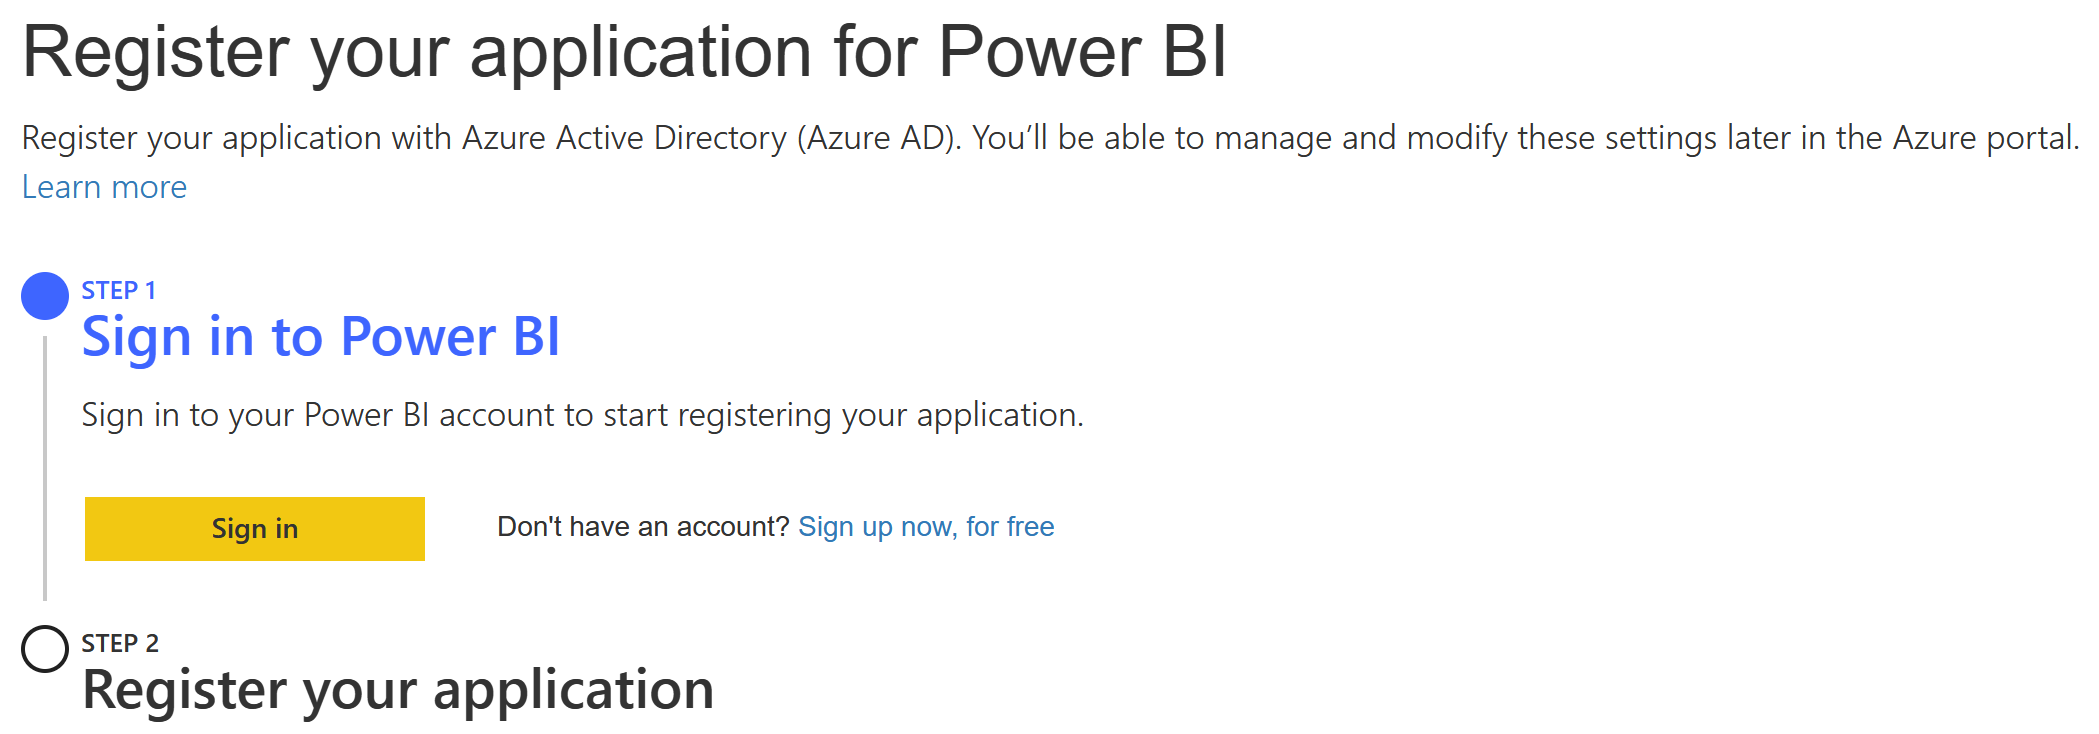 Register your application for Power BI
Register your application with Azure Active Directory (Azure AD). You’ll be able to manage and modify these settings later in the Azure portal.
Learn more
STEP 1
Sign in to Power BI
Sign in to your Power BI account to start registering your application.
Sign in
Don't have an account? Sign up now, for free
STEP 2
Register your application